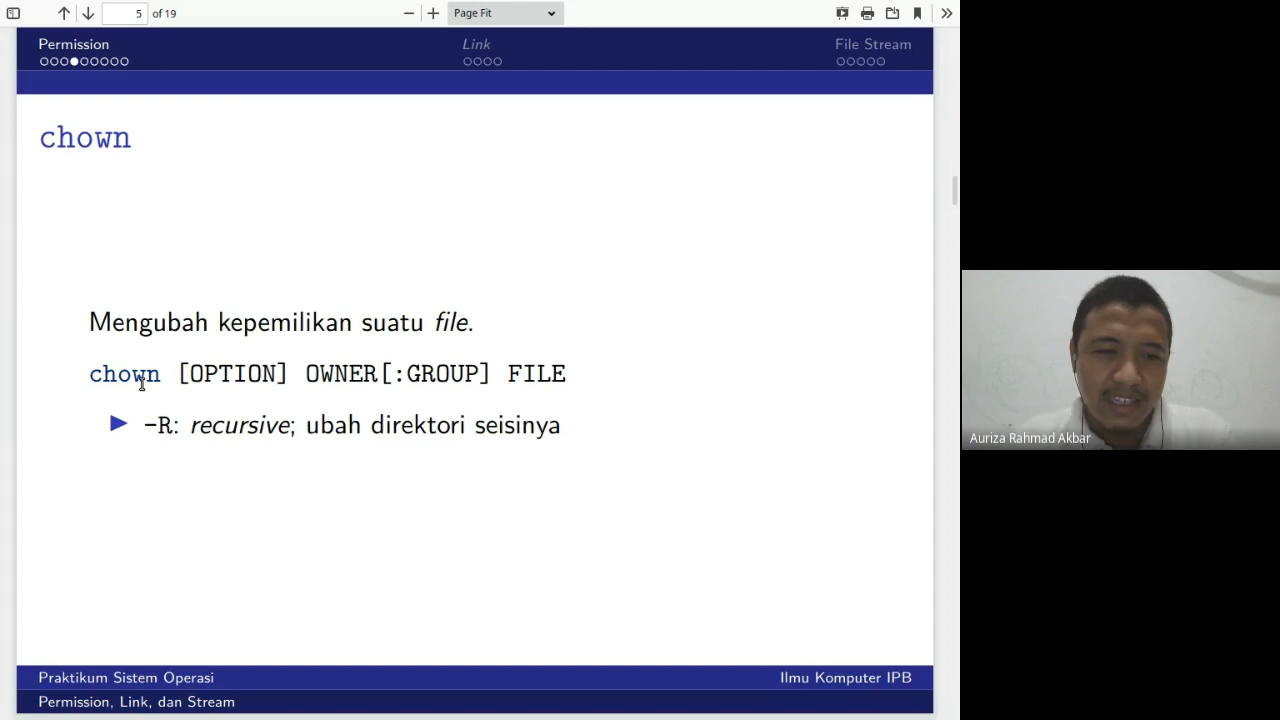 5 of 19 Page Fit
Permission Link File Stream
chown
Mengubah kepemilikan suatu file.
chown [OPTION] OWNER[:GROUP] FILE
-R: recursive; ubah direktori seisinya
Auriza Rahmad Akbar
Praktikum Sistem Operasi Ilmu Komputer IPB
Permission, Link, dan Stream